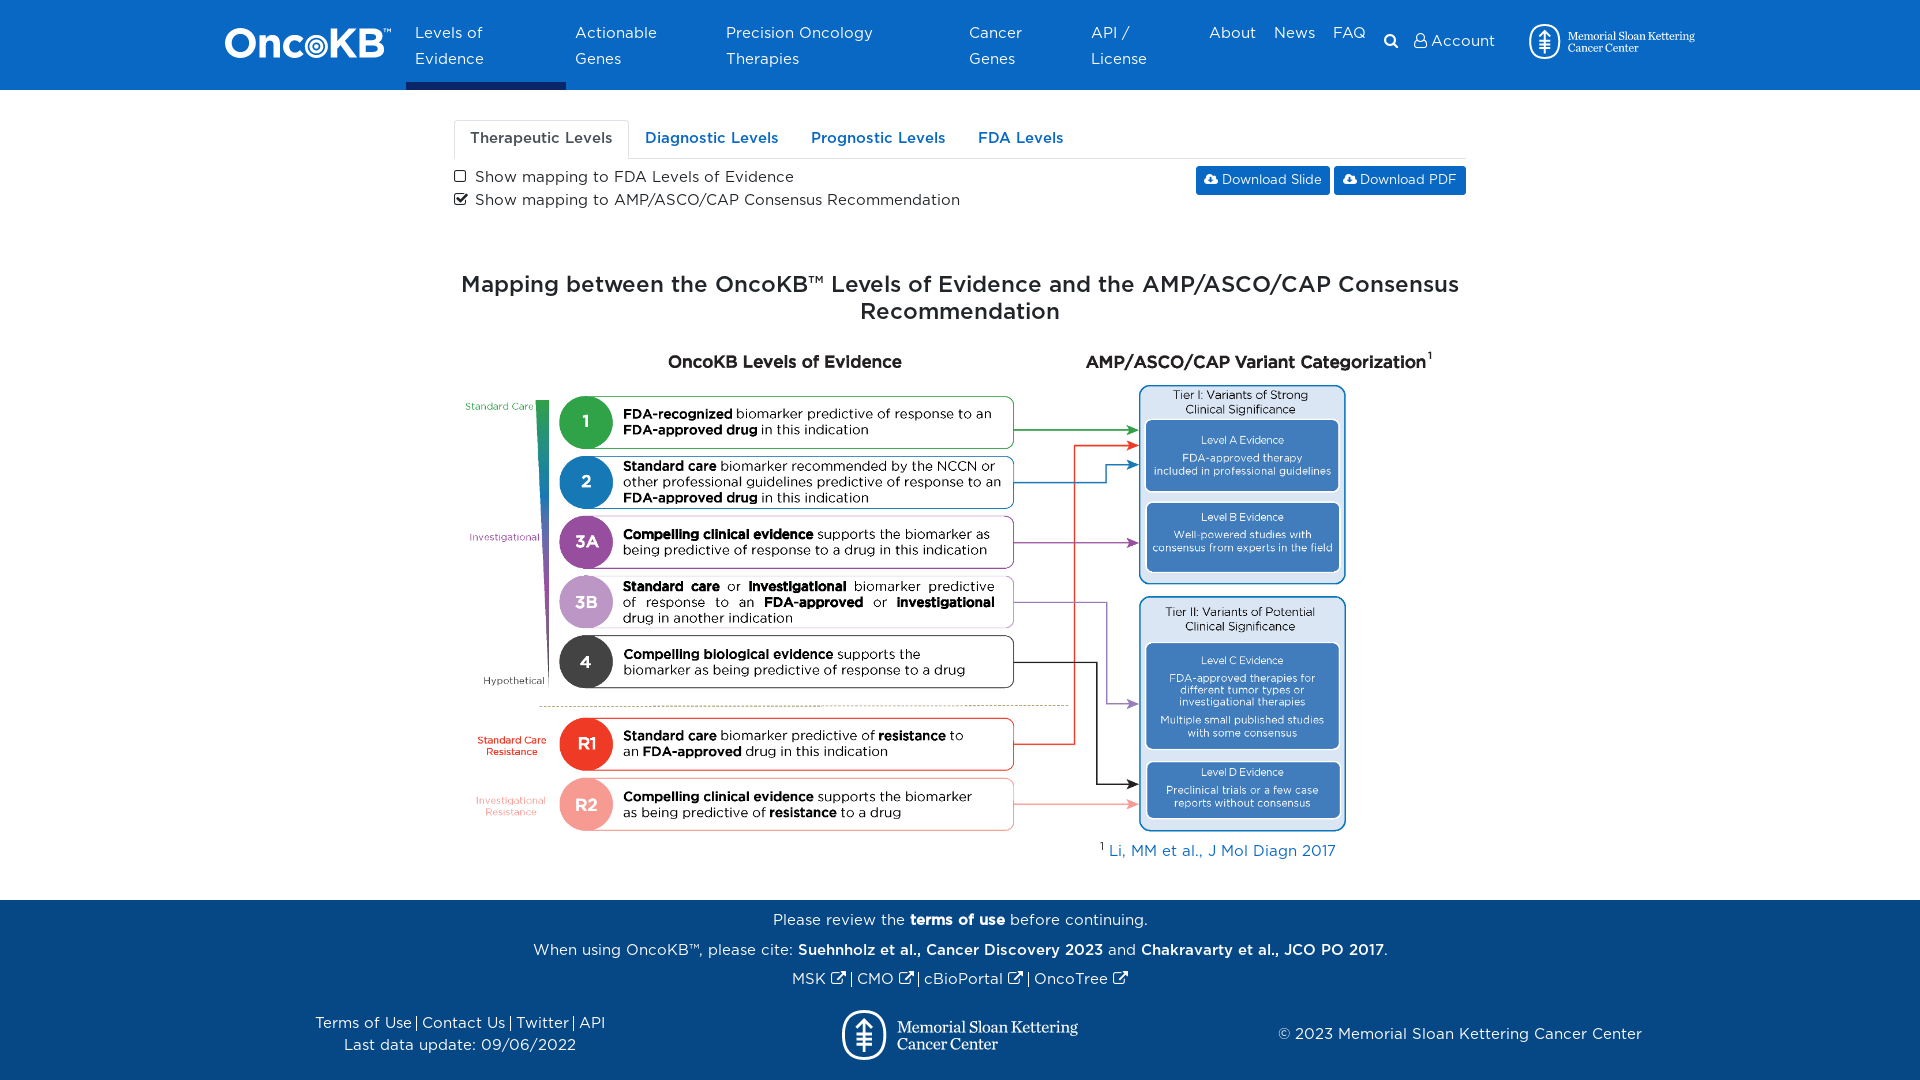 OncoKB™
Levels of Evidence
Actionable Genes
Precision Oncology Therapies
Cancer Genes
API / License
About
News
FAQ
Account
Memorial Sloan Kettering
Cancer Center
Therapeutic Levels
Diagnostic Levels
Prognostic Levels
FDA Levels
Show mapping to FDA Levels of Evidence
Show mapping to AMP/ASCO/CAP Consensus Recommendation
Download Slide
Download PDF
Mapping between the OncoKB™ Levels of Evidence and the AMP/ASCO/CAP Consensus
Recommendation
OncoKB Levels of Evidence
Standard Care
Investigational
Hypothetical
1
FDA-recognized biomarker predictive of response to an
FDA-approved drug in this indication
2
Standard care biomarker recommended by the NCCN or
other professional guidelines predictive of response to an
FDA-approved drug in this indication
3A
Compelling clinical evidence supports the biomarker as
being predictive of response to a drug in this indication
3B
Standard care or investigational biomarker predictive
of response to an FDA-approved or investigational
drug in another indication
4
Compelling biological evidence supports the
biomarker as being predictive of response to a drug
Standard Care
Resistance
R1
Standard care biomarker predictive of resistance to
an FDA-approved drug in this indication
Investigational
Resistance
R2
Compelling clinical evidence supports the biomarker
as being predictive of resistance to a drug
AMP/ASCO/CAP Variant Categorization1
Tier I: Variants of Strong
Clinical Significance
Level A Evidence
FDA-approved therapy
included in professional guidelines
Level B Evidence
Well-powered studies with
consensus from experts in the field
Tier II: Variants of Potential
Clinical Significance
Level C Evidence
FDA-approved therapies for
different tumor types or
investigational therapies
Multiple small published studies
with some consensus
Level D Evidence
Preclinical trials or a few case
reports without consensus
1 Li, MM et al., J Mol Diagn 2017
Please review the terms of use before continuing.
When using OncoKB™, please cite: Suehnholz et al., Cancer Discovery 2023 and Chakravarty et al., JCO PO 2017.
MSK | CMO | cBioPortal | OncoTree
Terms of Use | Contact Us | Twitter | API
Last data update: 09/06/2022
Memorial Sloan Kettering
Cancer Center
© 2023 Memorial Sloan Kettering Cancer Center